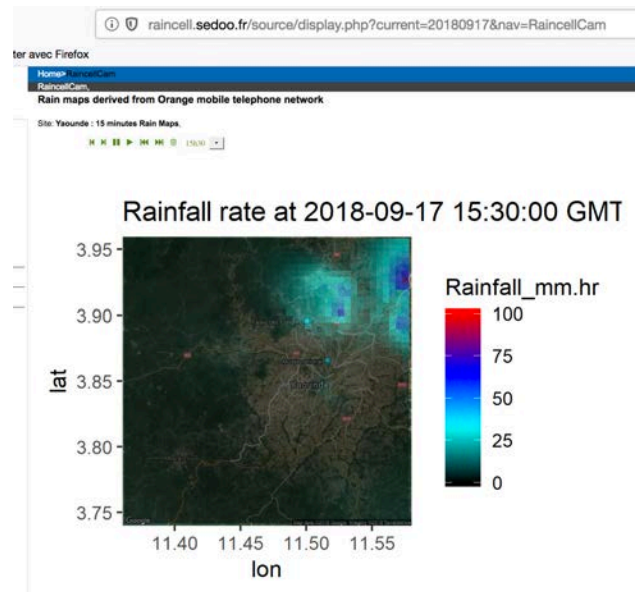 raincell.sedoo.fr/source/display.php?current=20180917&nav=RaincellCam
ter avec Firefox
Home>RaincellCam
RaincellCam,
Rain maps derived from Orange mobile telephone network
Site: Yaounde : 15 minutes Rain Maps.
15h30
Rainfall rate at 2018-09-17 15:30:00 GMT
Rainfall_mm.hr
3.95
3.90
3.85
3.80
3.75
lat
100
75
50
25
0
Google
11.40 11.45 11.50 11.55
lon